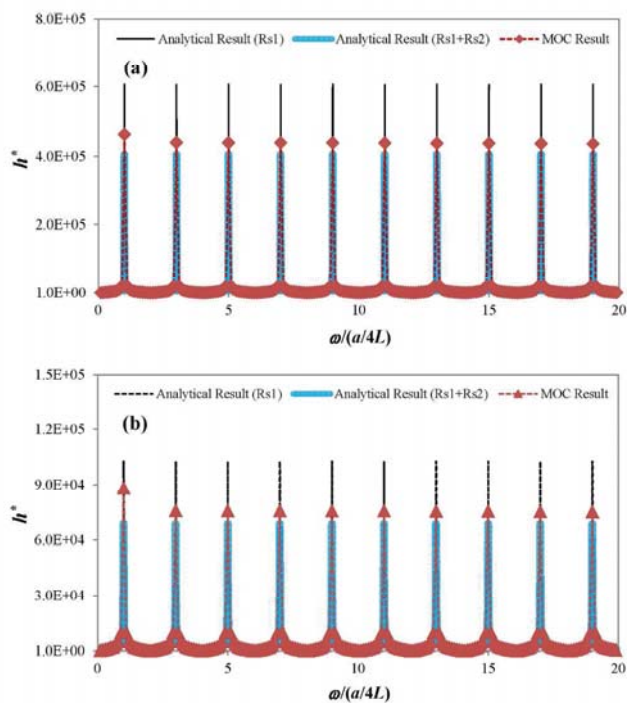 8.0E+05
Analytical Result (Rs1) Analytical Result (Rs1+Rs2) MOC Result
(a)
6.0E+05
h*
4.0E+05
2.0E+05
1.0E+00
0 5 10 15 20
ω/(a/4L)
1.5E+05
Analytical Result (Rs1) Analytical Result (Rs1+Rs2) MOC Result
(b)
1.2E+05
9.0E+04
h*
6.0E+04
3.0E+04
1.0E+00
0 5 10 15 20
ω/(a/4L)